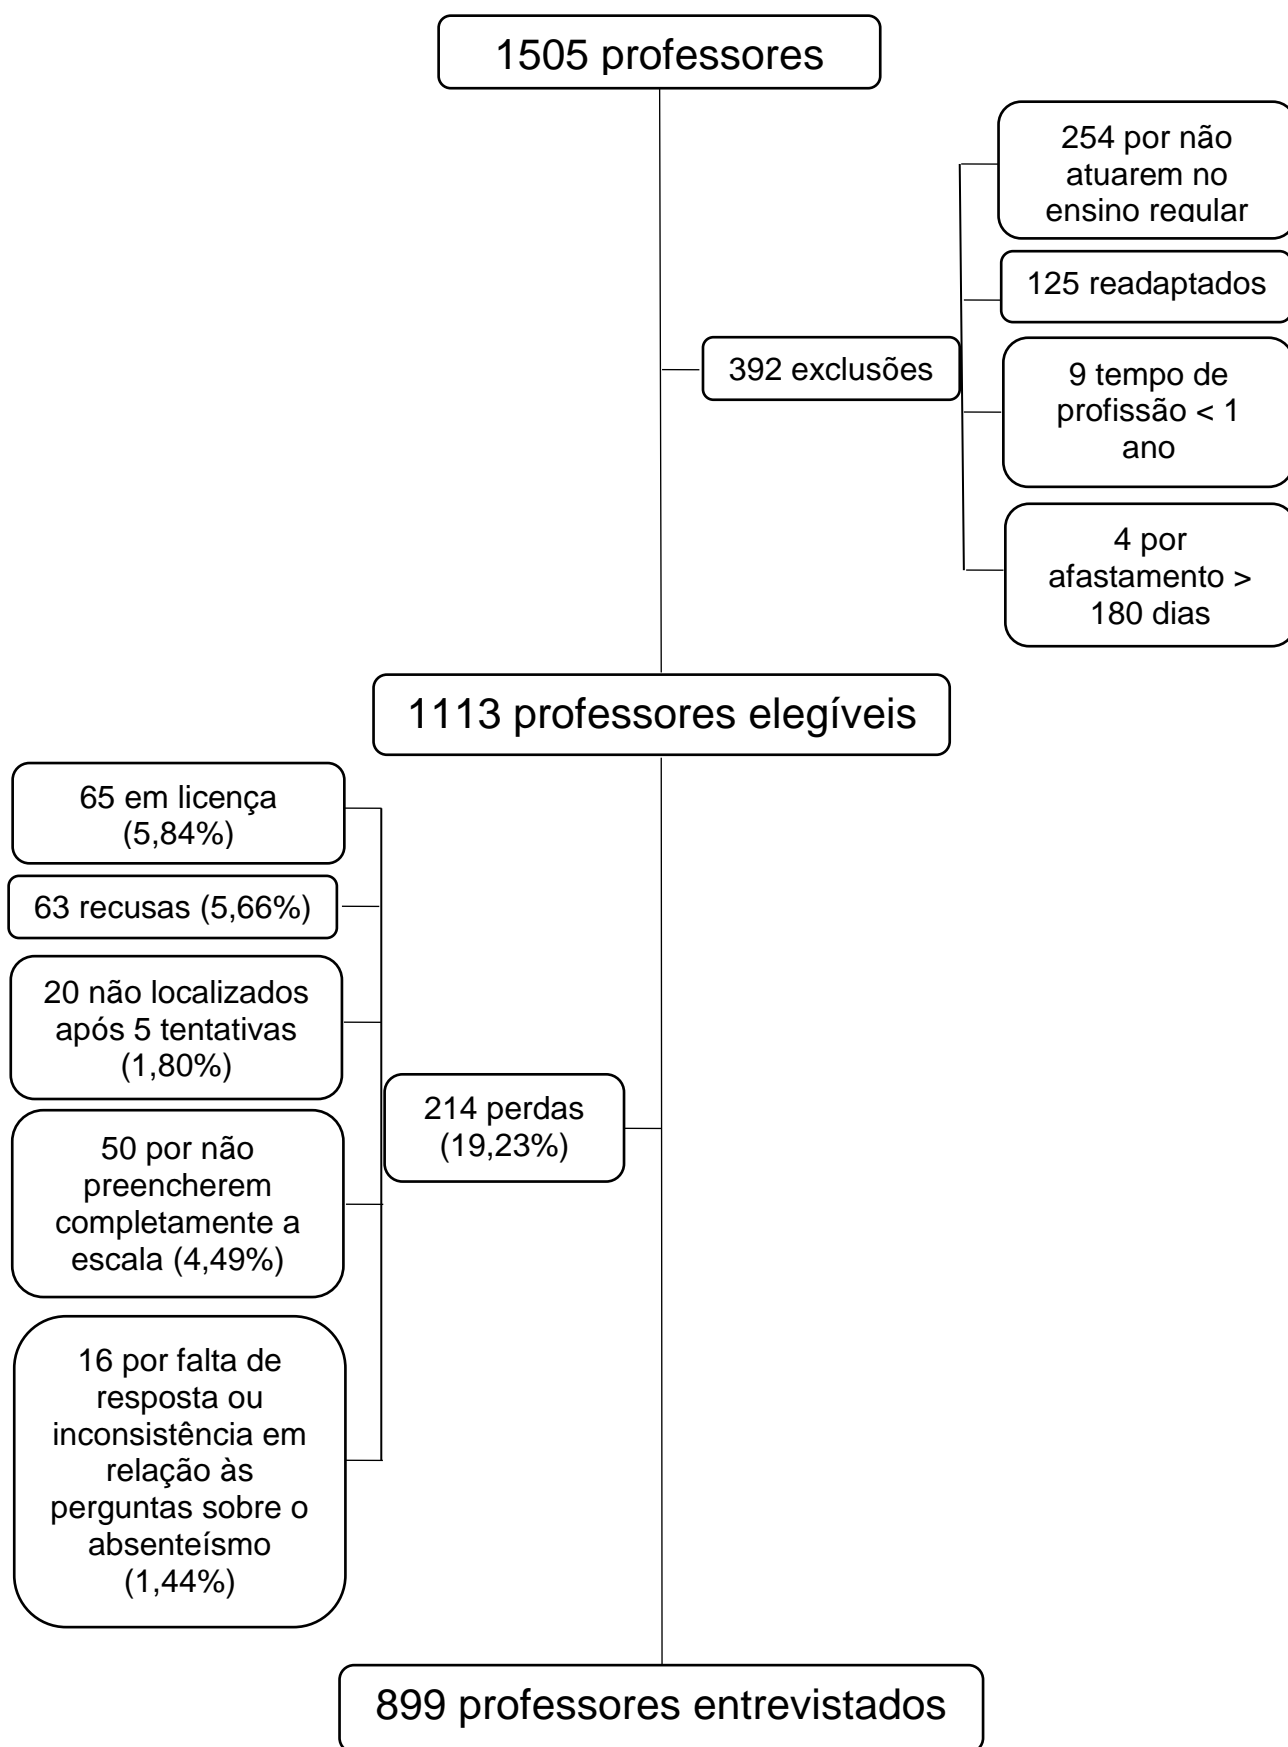 1505 professores
254 por não
atuarem no
ensino regular
125 readaptados
392 exclusões
9 tempo de
profissão < 1
ano
4 por
afastamento >
180 dias
1113 professores elegíveis
65 em licença
(5,84%)
63 recusas (5,66%)
20 não localizados
após 5 tentativas
(1,80%)
214 perdas
(19,23%)
50 por não
preencherem
completamente a
escala (4,49%)
16 por falta de
resposta ou
inconsistência em
relação às
perguntas sobre o
absenteísmo
(1,44%)
899 professores entrevistados